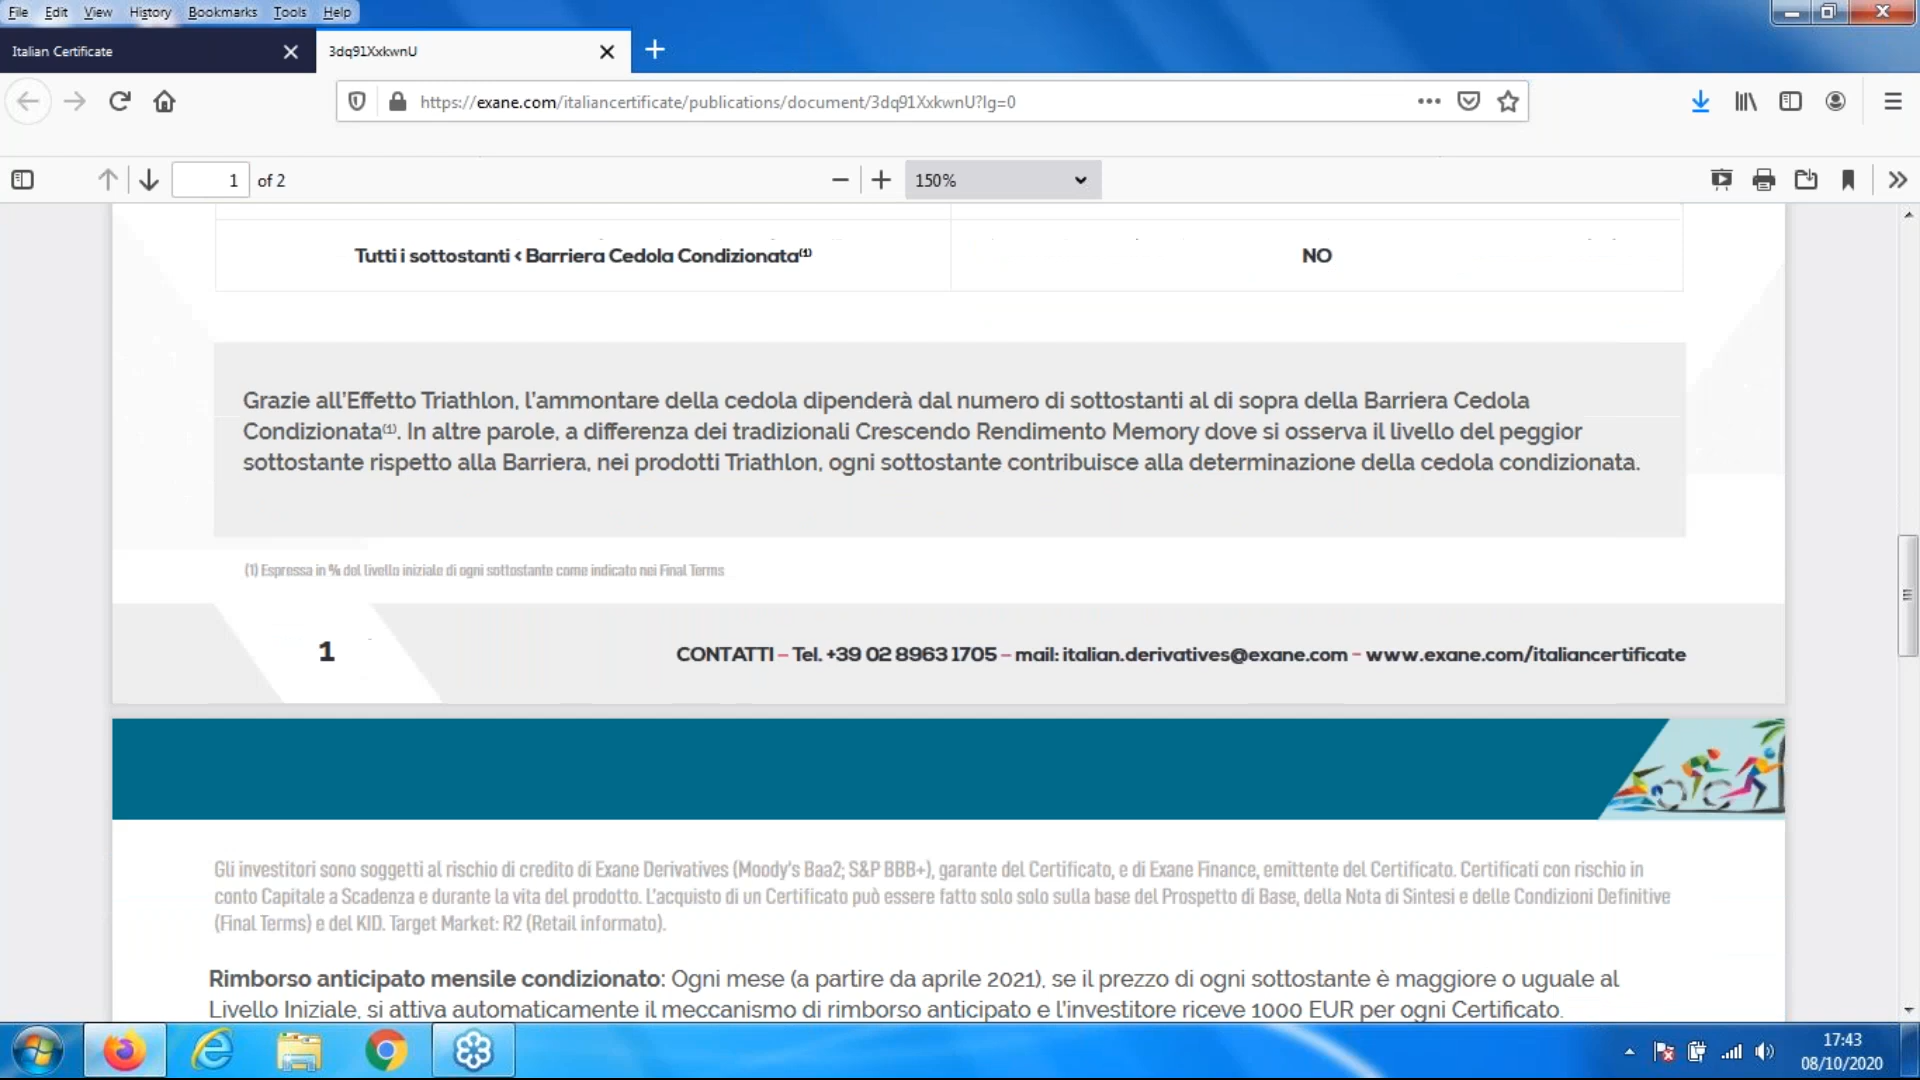 File Edit View History Bookmarks Tools Help
Italian Certificate
3dq91XxkwnU
https://exane.com/italiancertificate/publications/document/3dq91XxkwnU?lg=0
1 of 2
150%
Tutti i sottostanti < Barriera Cedola Condizionata(1)
NO
Grazie all'Effetto Triathlon, l'ammontare della cedola dipenderà dal numero di sottostanti al di sopra della Barriera Cedola
Condizionata(1). In altre parole, a differenza dei tradizionali Crescendo Rendimento Memory dove si osserva il livello del peggior
sottostante rispetto alla Barriera, nei prodotti Triathlon, ogni sottostante contribuisce alla determinazione della cedola condizionata.
(1) Espressa in % del livello iniziale di ogni sottostante come indicato nei Final Terms
1
CONTATTI – Tel. +39 02 8963 1705 – mail: italian.derivatives@exane.com – www.exane.com/italiancertificate
Gli investitori sono soggetti al rischio di credito di Exane Derivatives (Moody's Baa2; S&P BBB+), garante del Certificato, e di Exane Finance, emittente del Certificato. Certificati con rischio in
conto Capitale a Scadenza e durante la vita del prodotto. L'acquisto di un Certificato può essere fatto solo solo sulla base del Prospetto di Base, della Nota di Sintesi e delle Condizioni Definitive
(Final Terms) e del KID. Target Market: R2 (Retail informato).
Rimborso anticipato mensile condizionato: Ogni mese (a partire da aprile 2021), se il prezzo di ogni sottostante è maggiore o uguale al
Livello Iniziale, si attiva automaticamente il meccanismo di rimborso anticipato e l'investitore riceve 1000 EUR per ogni Certificato.
17:43
08/10/2020